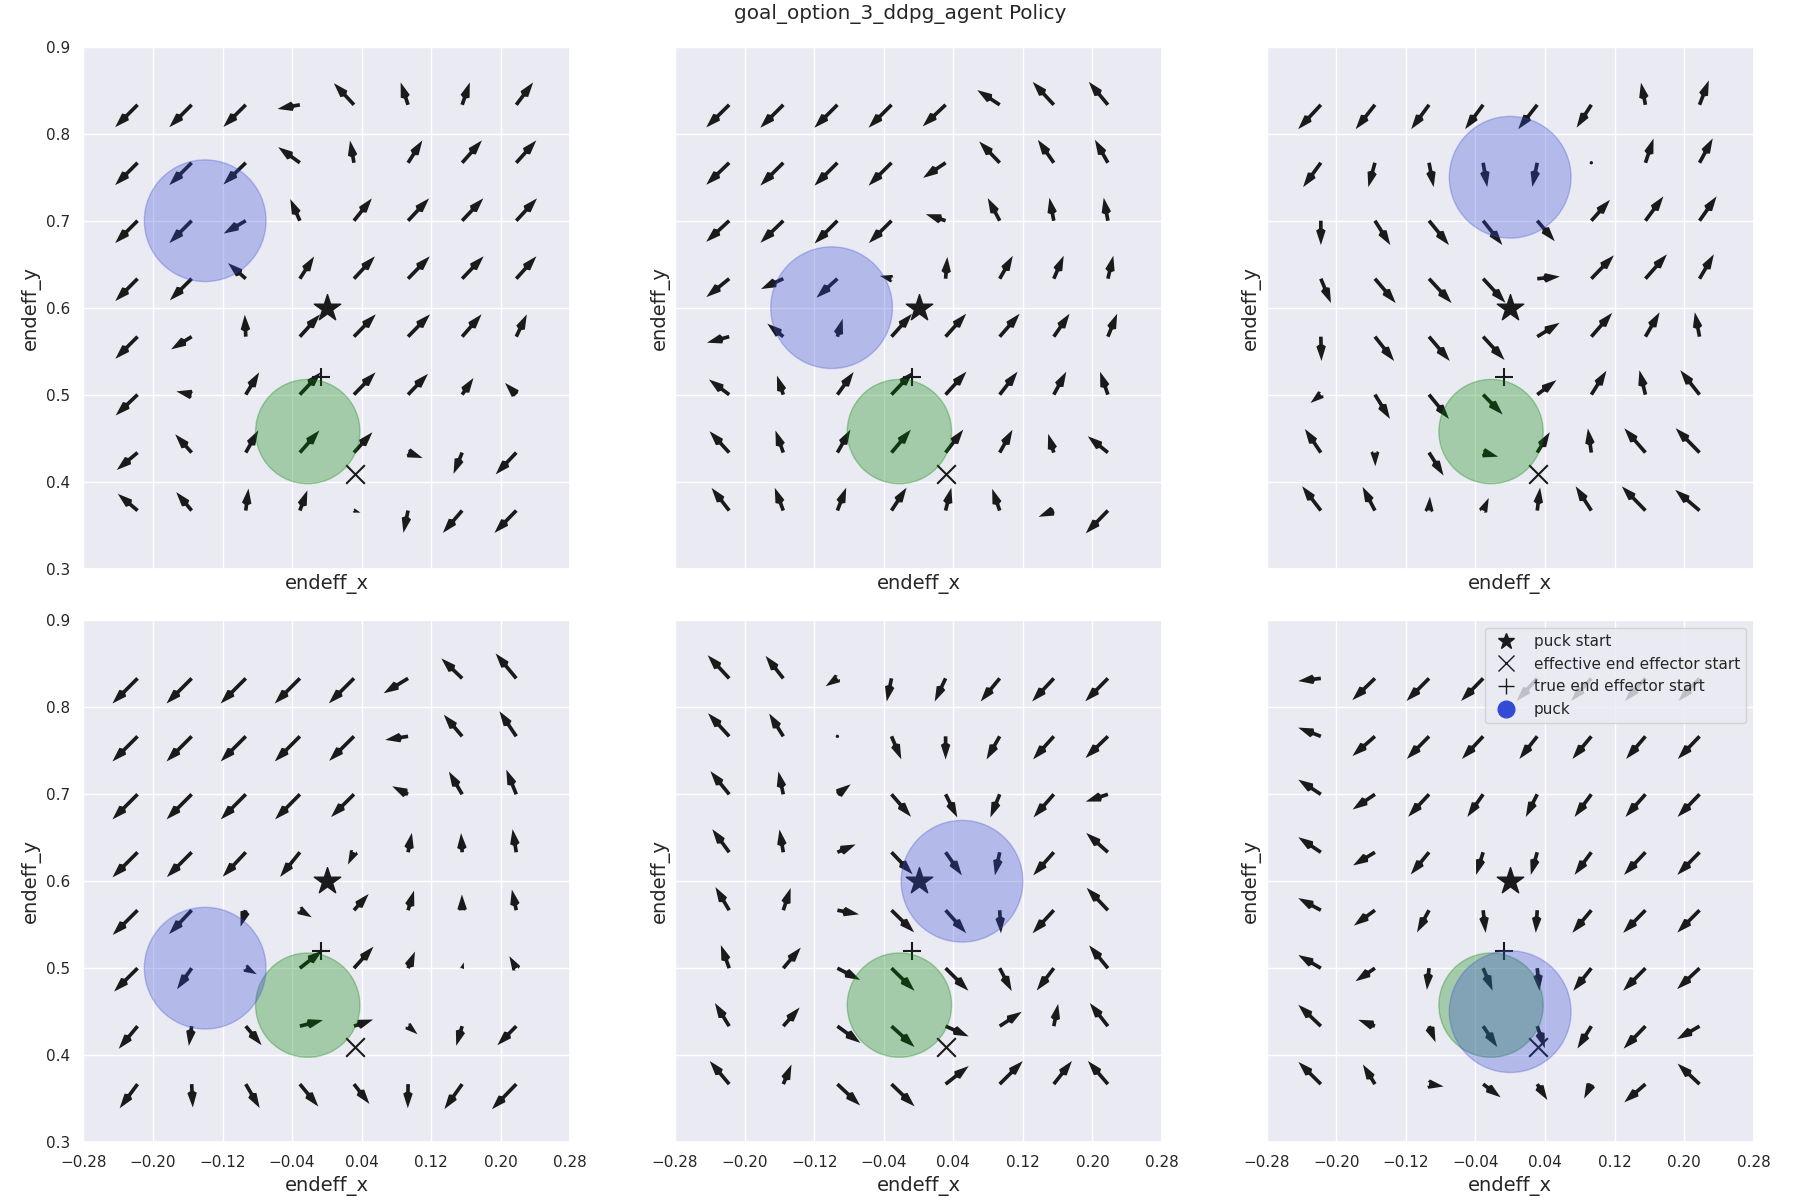 goal_option_3_ddpg_agent Policy
0.9
0.8
0.7
0.6
0.5
0.4
0.3
endeff_y
endeff_x
endeff_y
endeff_x
endeff_y
endeff_x
0.9
0.8
0.7
0.6
0.5
0.4
0.3
endeff_y
−0.28 −0.20 −0.12 −0.04 0.04 0.12 0.20 0.28
endeff_x
endeff_y
−0.28 −0.20 −0.12 −0.04 0.04 0.12 0.20 0.28
endeff_x
puck start
effective end effector start
true end effector start
puck
endeff_y
−0.28 −0.20 −0.12 −0.04 0.04 0.12 0.20 0.28
endeff_x